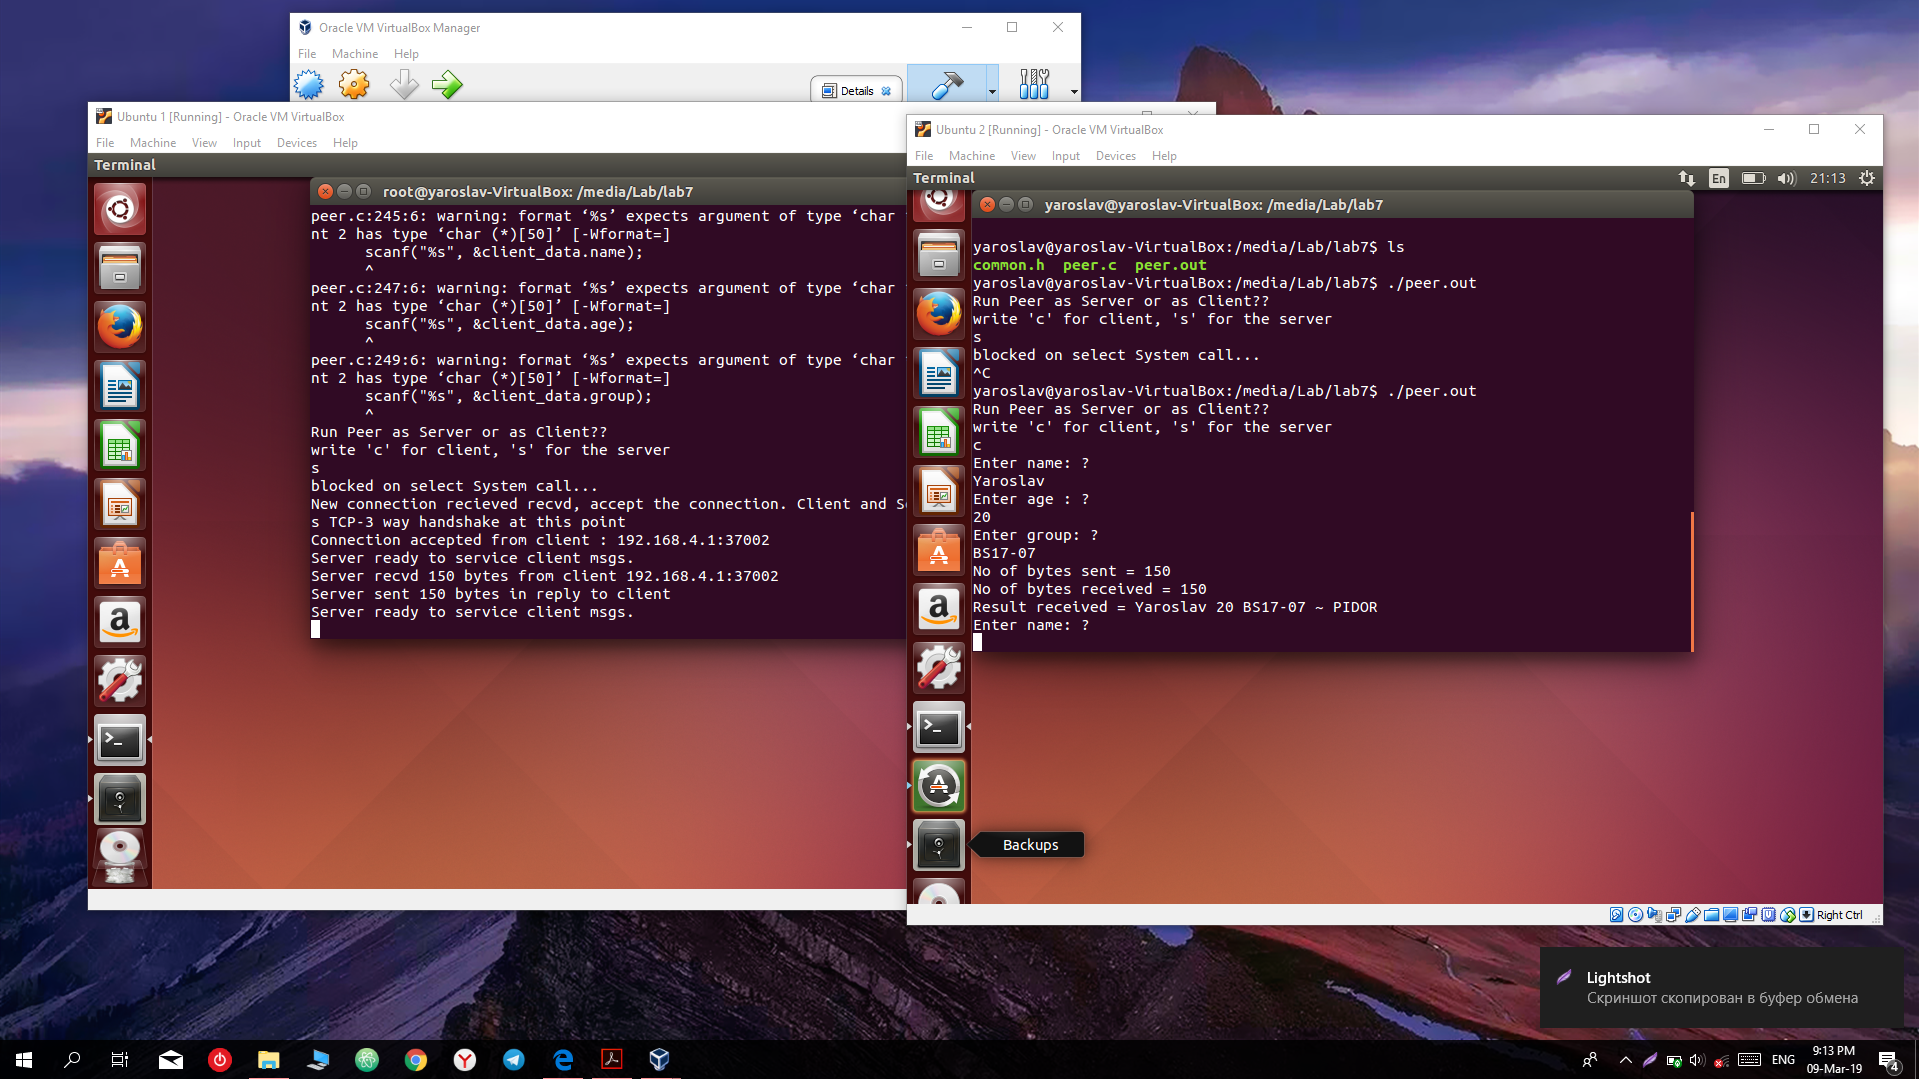 Oracle VM VirtualBox Manager
File Machine Help
Details
Ubuntu 1 [Running] - Oracle VM VirtualBox
File Machine View Input Devices Help
Terminal
root@yaroslav-VirtualBox: /media/Lab/lab7
peer.c:245:6: warning: format ‘%s’ expects argument of type ‘char
nt 2 has type ‘char (*)[50]’ [-Wformat=]
scanf("%s", &client_data.name);
^
peer.c:247:6: warning: format ‘%s’ expects argument of type ‘char
nt 2 has type ‘char (*)[50]’ [-Wformat=]
scanf("%s", &client_data.age);
^
peer.c:249:6: warning: format ‘%s’ expects argument of type ‘char
nt 2 has type ‘char (*)[50]’ [-Wformat=]
scanf("%s", &client_data.group);
^
Run Peer as Server or as Client??
write 'c' for client, 's' for the server
s
blocked on select System call...
New connection recieved recvd, accept the connection. Client and S
s TCP-3 way handshake at this point
Connection accepted from client : 192.168.4.1:37002
Server ready to service client msgs.
Server recvd 150 bytes from client 192.168.4.1:37002
Server sent 150 bytes in reply to client
Server ready to service client msgs.
Ubuntu 2 [Running] - Oracle VM VirtualBox
File Machine View Input Devices Help
Terminal
En
21:13
yaroslav@yaroslav-VirtualBox: /media/Lab/lab7
yaroslav@yaroslav-VirtualBox:/media/Lab/lab7$ ls
common.h peer.c peer.out
yaroslav@yaroslav-VirtualBox:/media/Lab/lab7$ ./peer.out
Run Peer as Server or as Client??
write 'c' for client, 's' for the server
s
blocked on select System call...
^C
yaroslav@yaroslav-VirtualBox:/media/Lab/lab7$ ./peer.out
Run Peer as Server or as Client??
write 'c' for client, 's' for the server
c
Enter name: ?
Yaroslav
Enter age : ?
20
Enter group: ?
BS17-07
No of bytes sent = 150
No of bytes received = 150
Result received = Yaroslav 20 BS17-07 ~ PIDOR
Enter name: ?
Backups
Right Ctrl
Lightshot
Скриншот скопирован в буфер обмена
ENG
9:13 PM
09-Mar-19
4